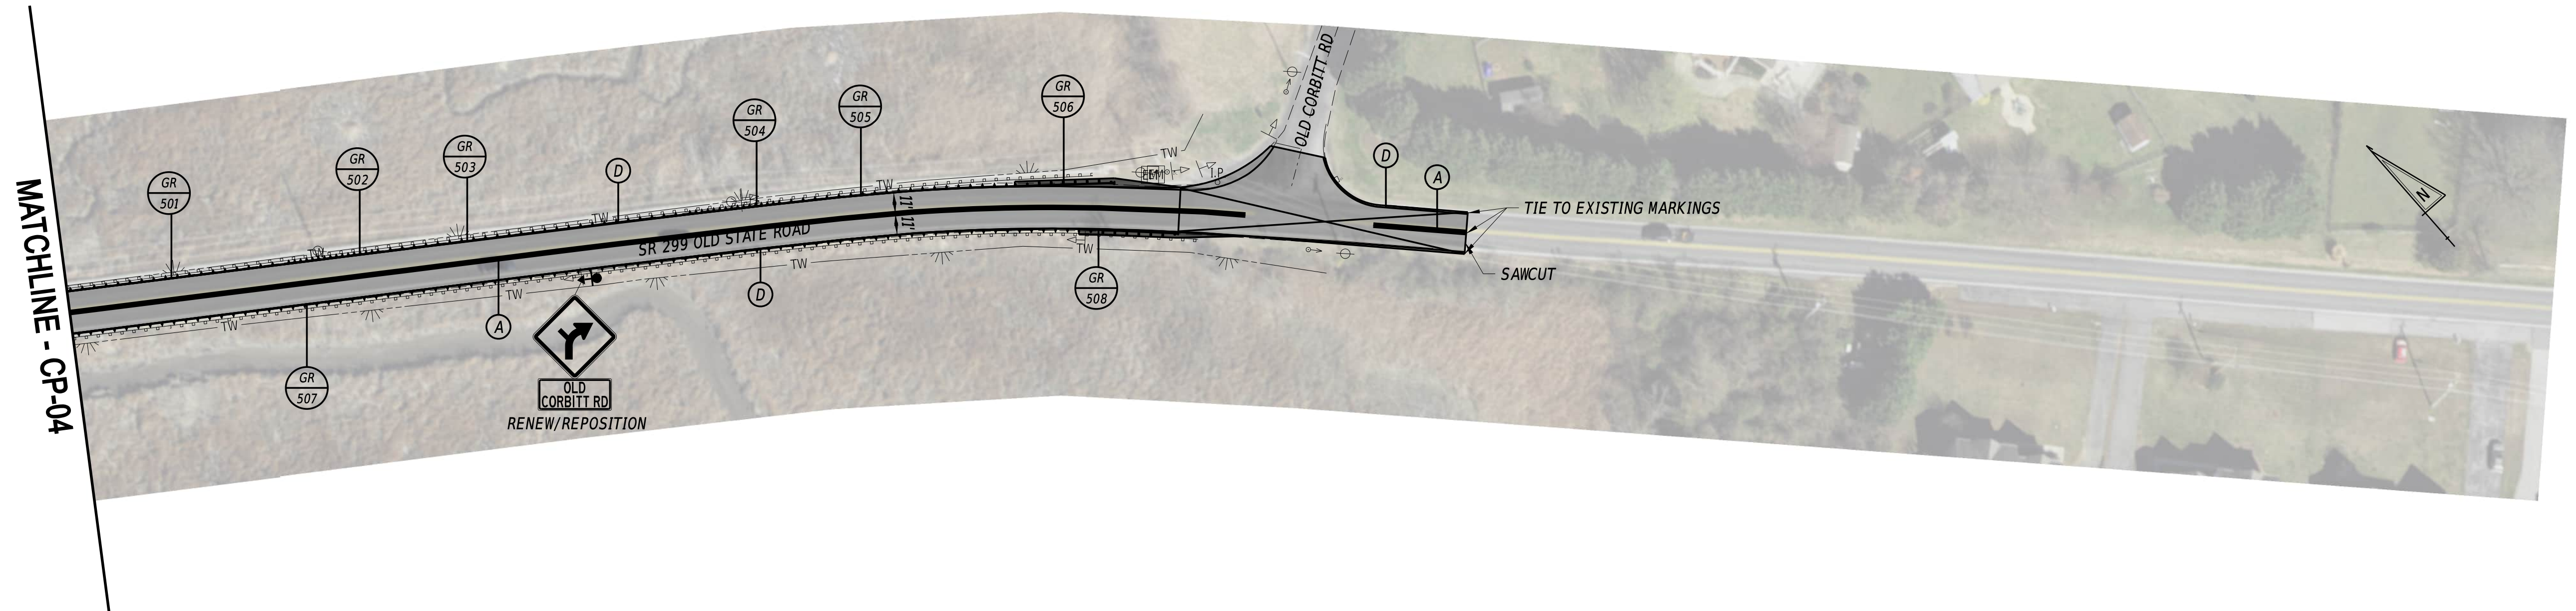 MATCHLINE - CP-04
GR
501
GR
502
GR
503
D
GR
504
GR
505
GR
506
OLD CORBITT RD
D
A
TW
TW
TW
TW
T.P
11' 11'
SR 299 OLD STATE ROAD
TIE TO EXISTING MARKINGS
SAWCUT
N
TW
TW
TW
TW
GR
507
A
D
GR
508
OLD
CORBITT RD
RENEW/REPOSITION